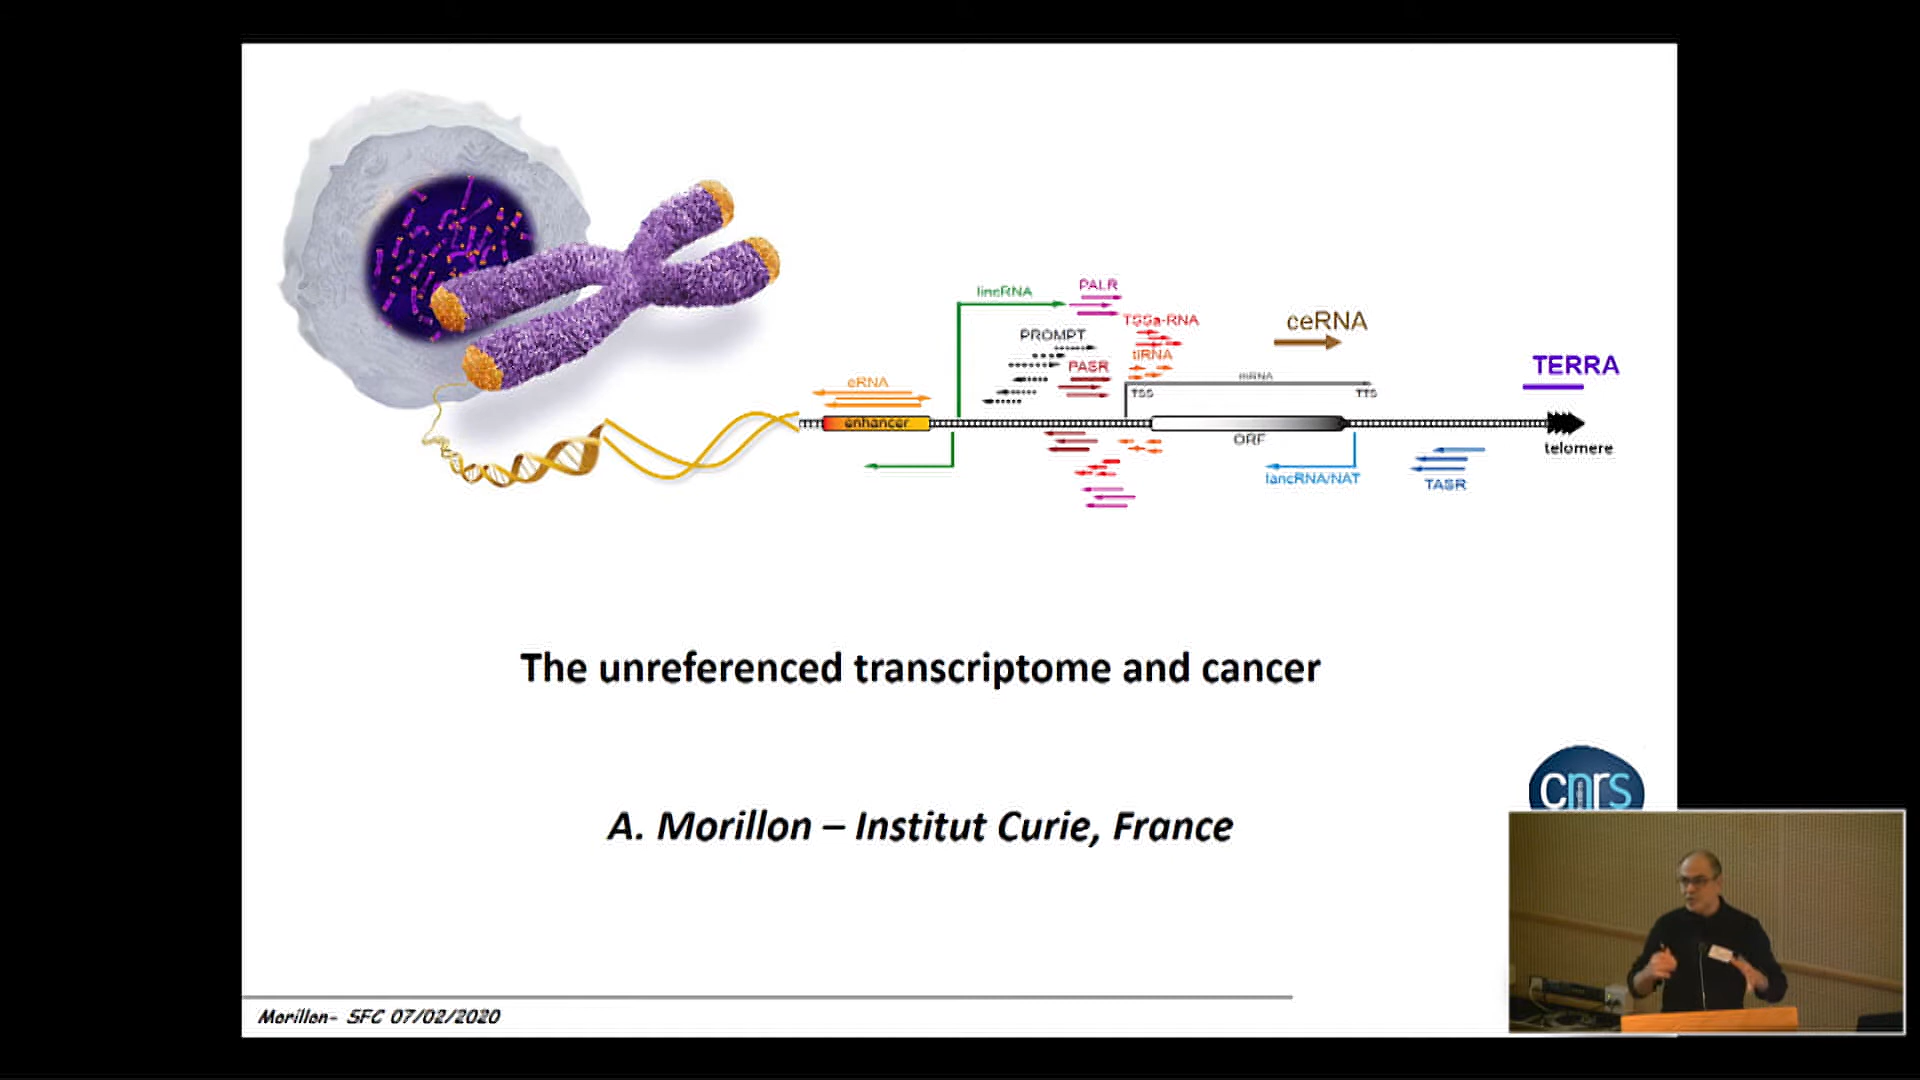 lincRNA
PALR
TSSa-RNA
ceRNA
PROMPT
tiRNA
PASR
TERRA
eRNA
mRNA
TSS
TTS
enhancer
ORF
telomere
lancRNA/NAT
TASR
The unreferenced transcriptome and cancer
cnrs
A. Morillon – Institut Curie, France
Morillon- SFC 07/02/2020